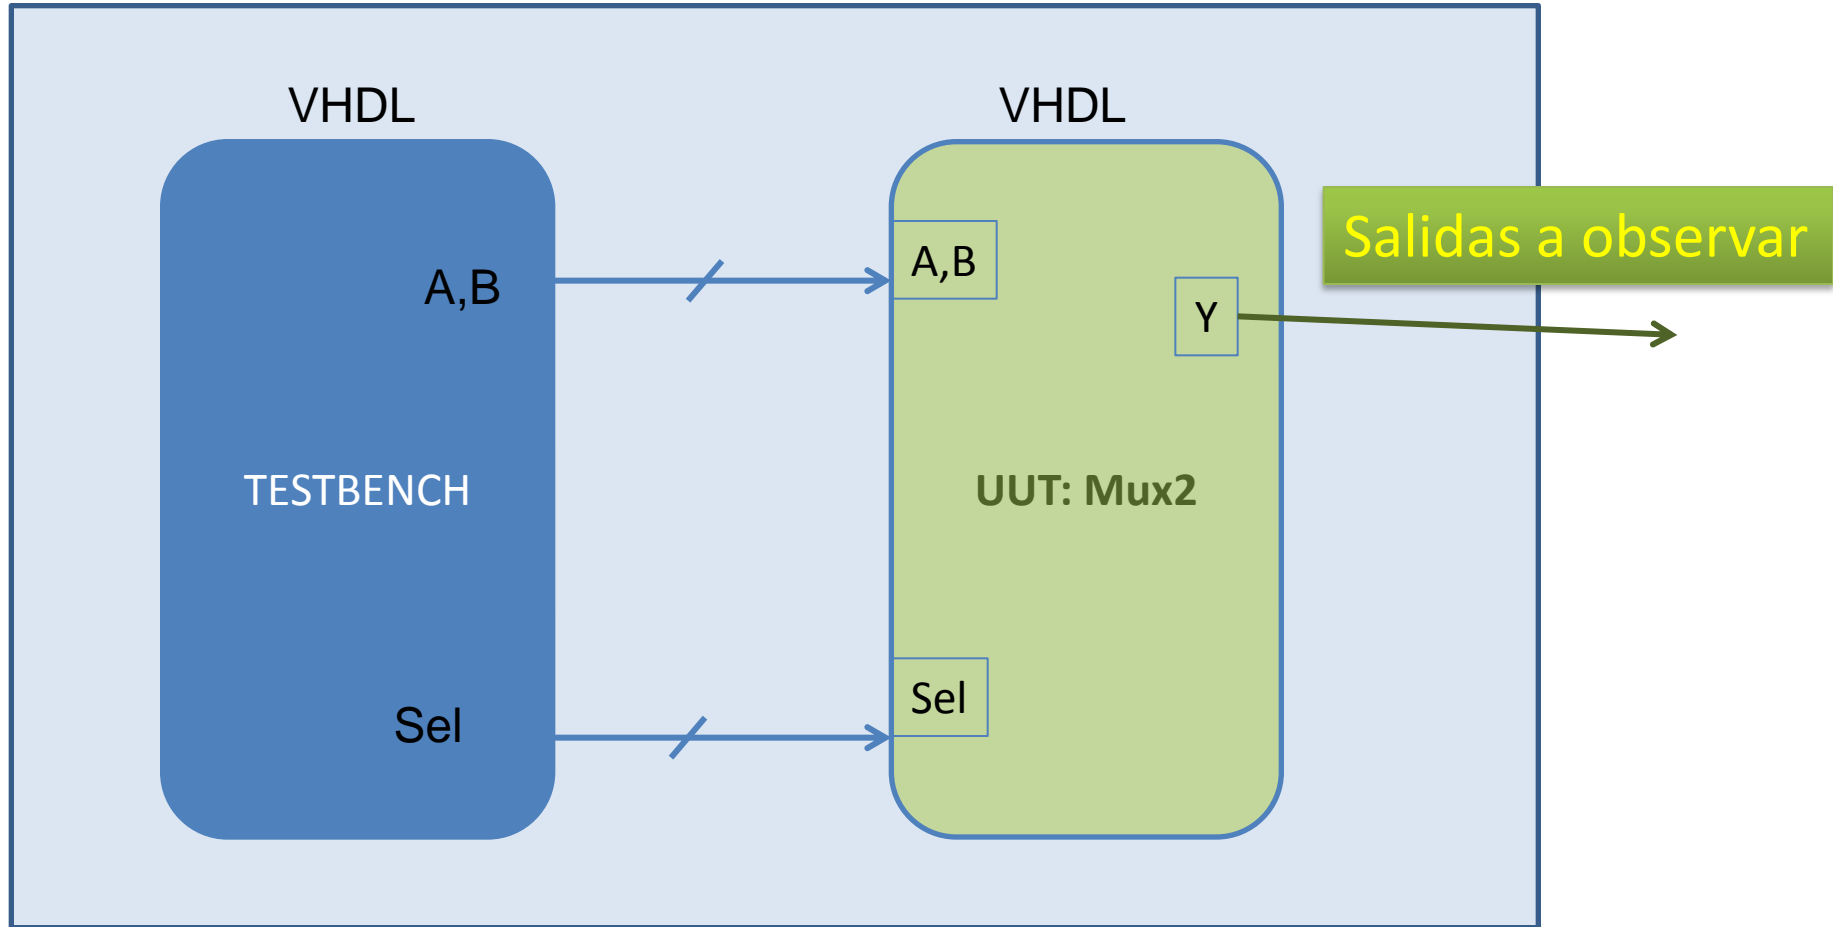 VHDL
VHDL
Salidas a observar
A,B
A,B
Y
TESTBENCH
UUT: Mux2
Sel
Sel